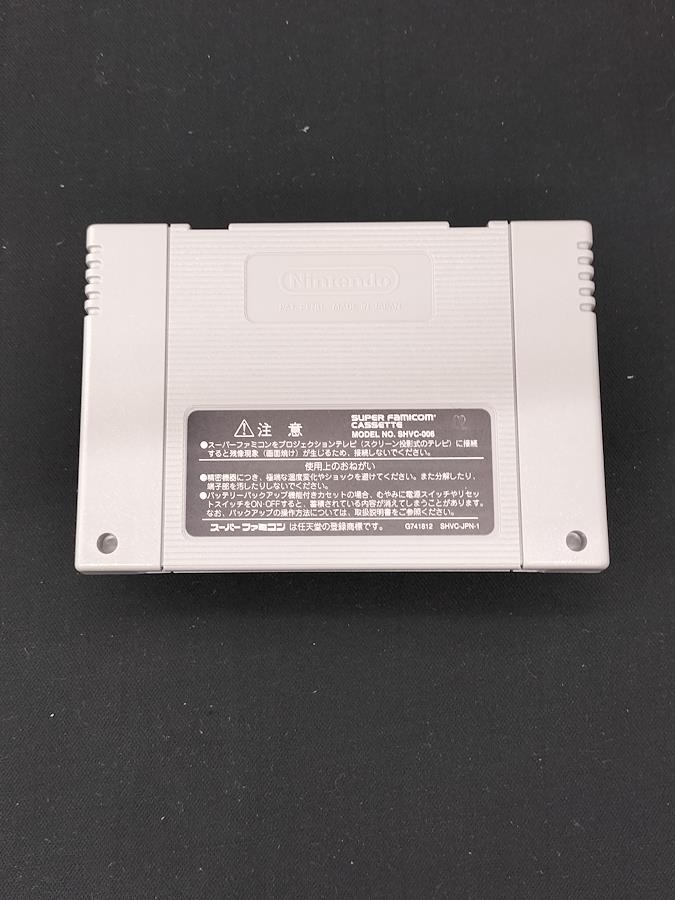 Nintendo
PAT. PEND. MADE IN JAPAN
⚠注 意
SUPER FAMICOM
CASSETTE
MODEL NO. SHVC-006
02
●スーパーファミコンをプロジェクションテレビ(スクリーン投影式のテレビ)に接続
すると残像現象(画面焼け)が生じるため、接続しないでください。
使用上のおねがい
●精密機器につき、極端な温度変化やショックを避けてください。また分解したり、
端子部を汚したりしないでください。
●バッテリーバックアップ機能付きカセットの場合、むやみに電源スイッチやリセッ
トスイッチをON・OFFすると、蓄積されている内容が消えてしまうことがあります。
なお、バックアップの操作方法については、取扱説明書をご参照ください。
スーパーファミコンは任天堂の登録商標です。 G741812 SHVC-JPN-1